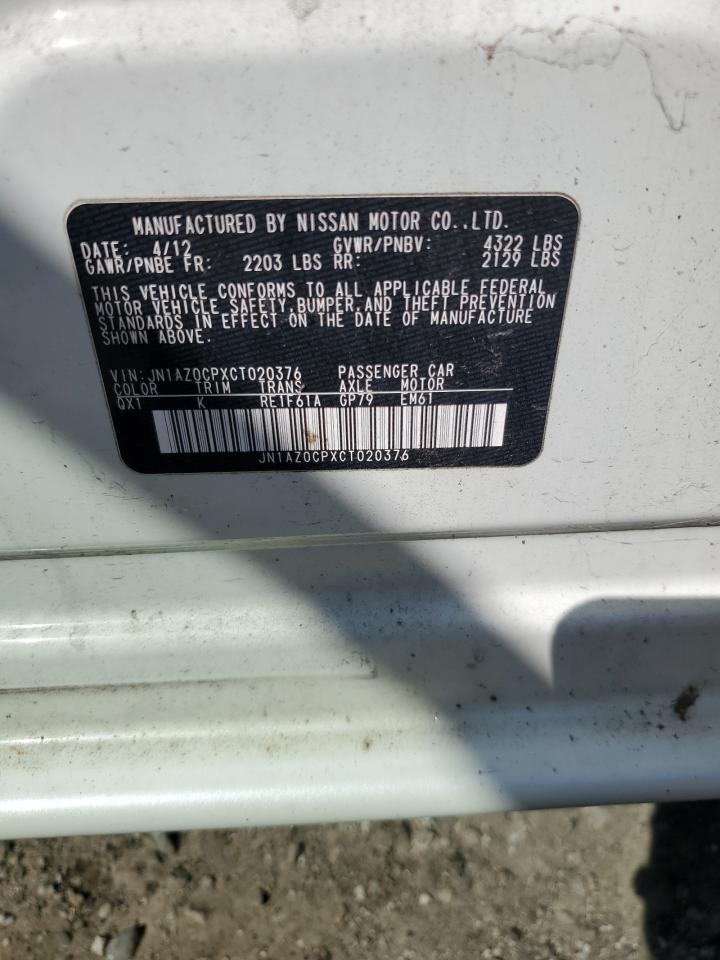 MANUFACTURED BY NISSAN MOTOR CO.,LTD.
DATE: 4/12 GVWR/PNBV: 4322 LBS
GAWR/PNBE FR: 2203 LBS RR: 2129 LBS
THIS VEHICLE CONFORMS TO ALL APPLICABLE FEDERAL
MOTOR VEHICLE SAFETY,BUMPER,AND THEFT PREVENTION
STANDARDS IN EFFECT ON THE DATE OF MANUFACTURE
SHOWN ABOVE.
VIN: JN1AZ0CPXCT020376 PASSENGER CAR
COLOR TRIM TRANS AXLE MOTOR
QX1 K RE1F61A GP79 EM61
JN1AZ0CPXCT020376